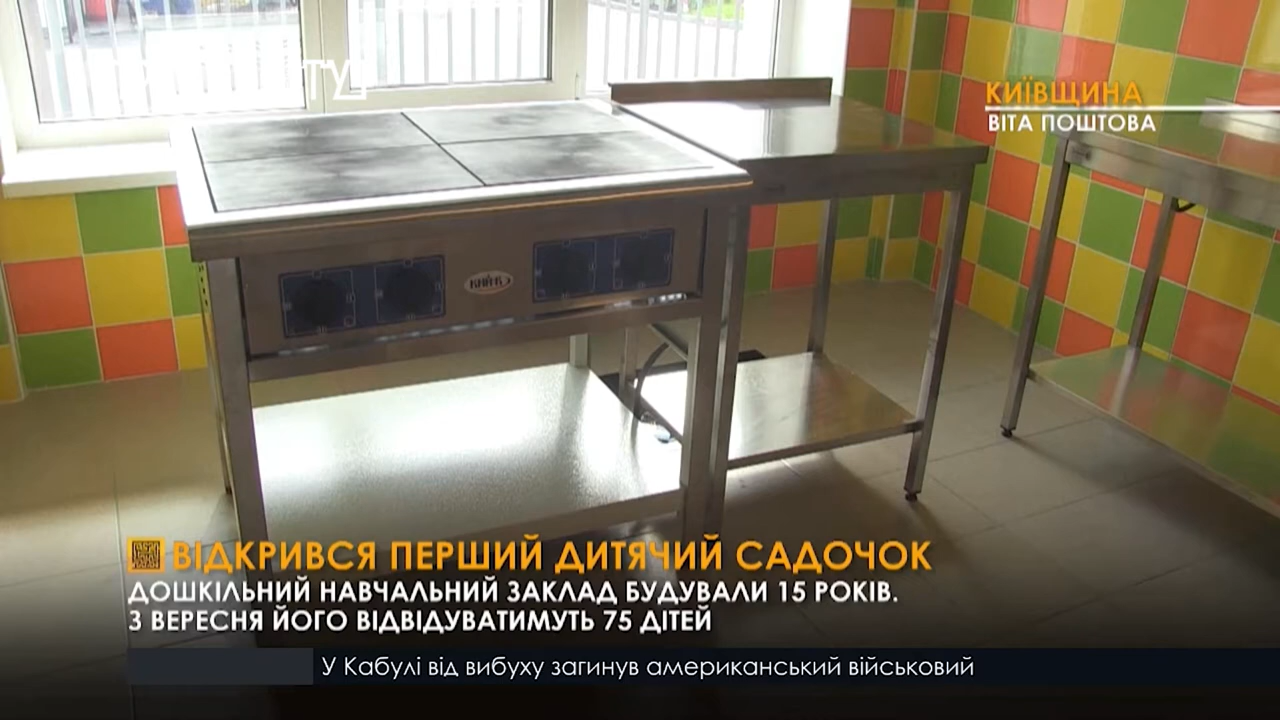 КИЇВЩИНА
ВІТА ПОШТОВА
ВІДКРИВСЯ ПЕРШИЙ ДИТЯЧИЙ САДОЧОК
ДОШКІЛЬНИЙ НАВЧАЛЬНИЙ ЗАКЛАД БУДУВАЛИ 15 РОКІВ.
З ВЕРЕСНЯ ЙОГО ВІДВІДУВАТИМУТЬ 75 ДІТЕЙ
У Кабулі від вибуху загинув американський військовий